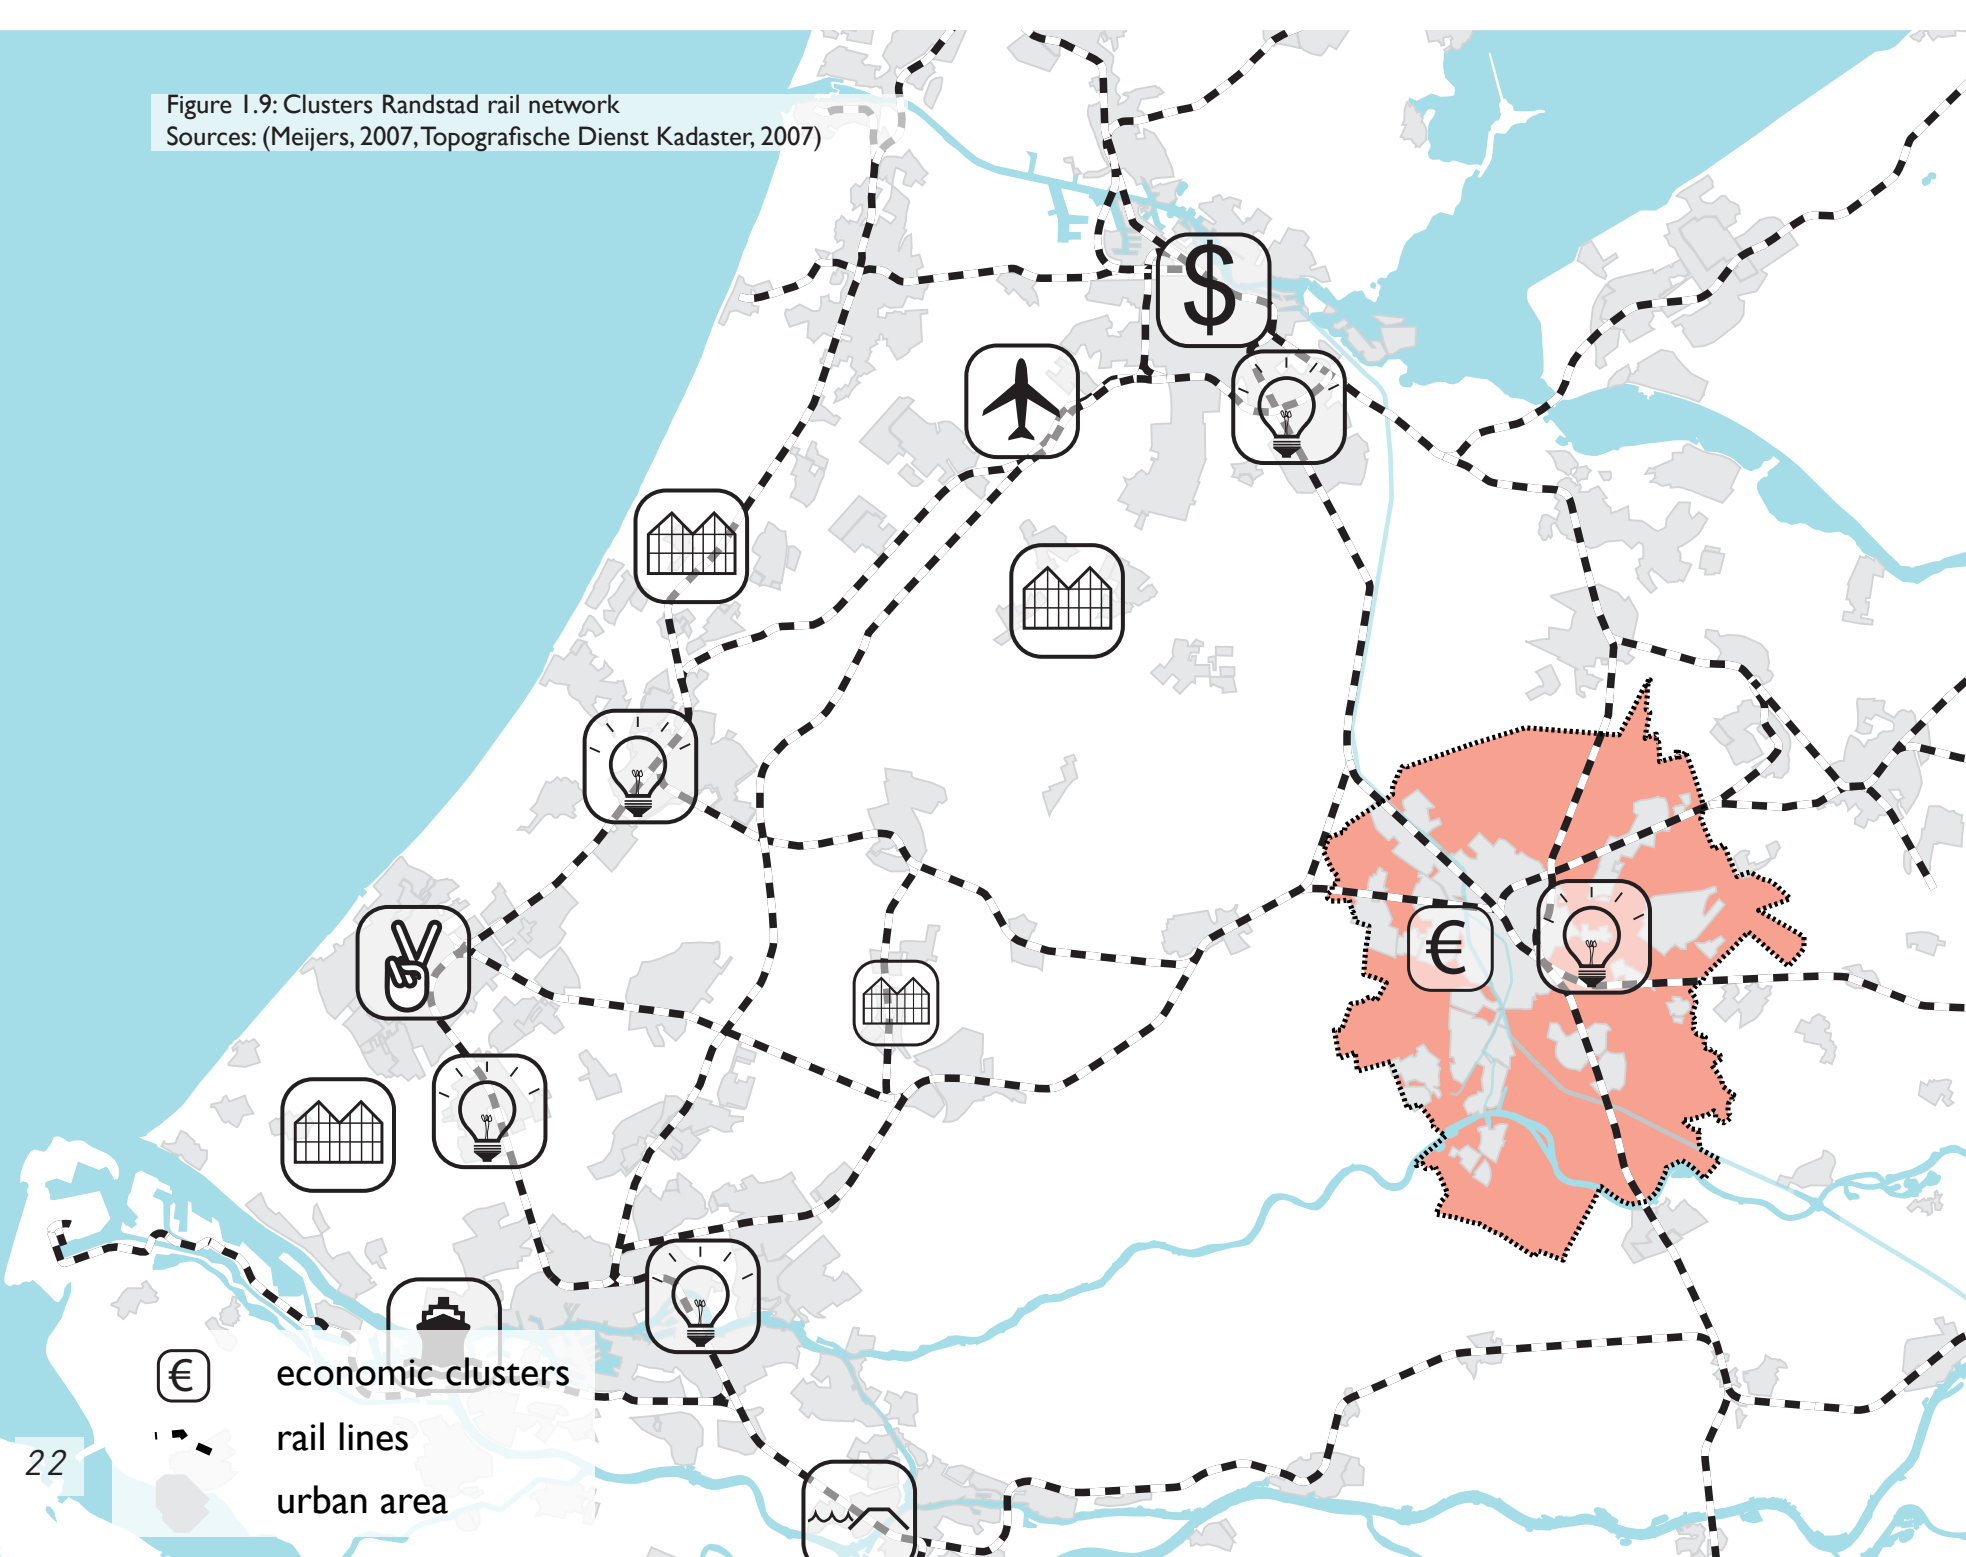 Figure 1.9: Clusters Randstad rail network
Sources: (Meijers, 2007, Topografische Dienst Kadaster, 2007)
$
€
€
economic clusters
rail lines
urban area
22